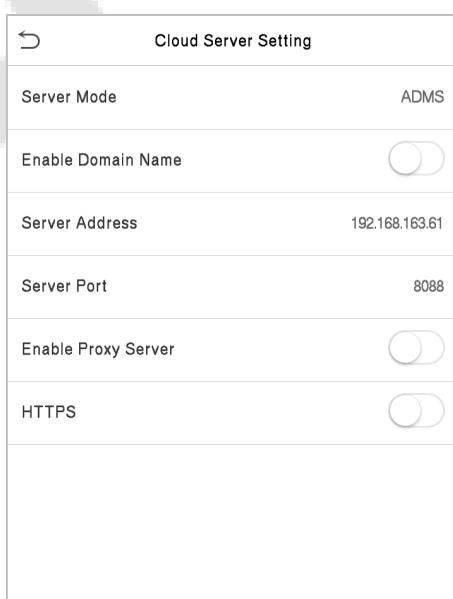 Cloud Server Setting
Server Mode ADMS
Enable Domain Name
Server Address 192.168.163.61
Server Port 8088
Enable Proxy Server
HTTPS